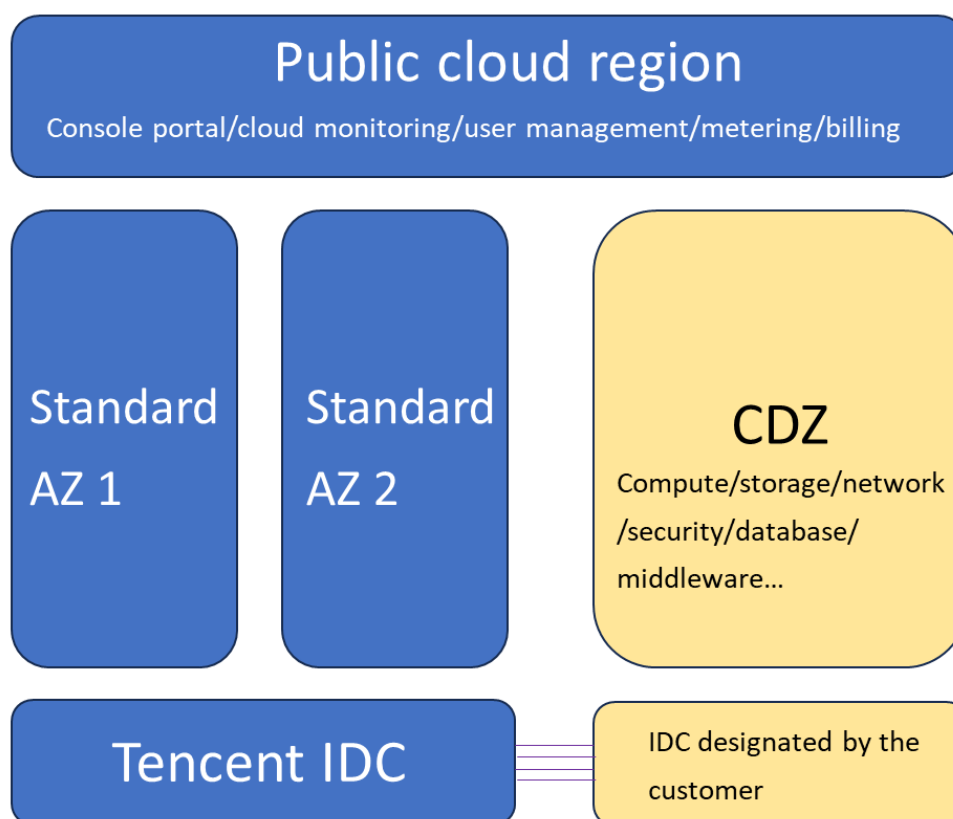 Public cloud region
Console portal/cloud monitoring/user management/metering/billing
Standard
AZ 1
Standard
AZ 2
CDZ
Compute/storage/network
/security/database/
middleware...
Tencent IDC
IDC designated by the
customer